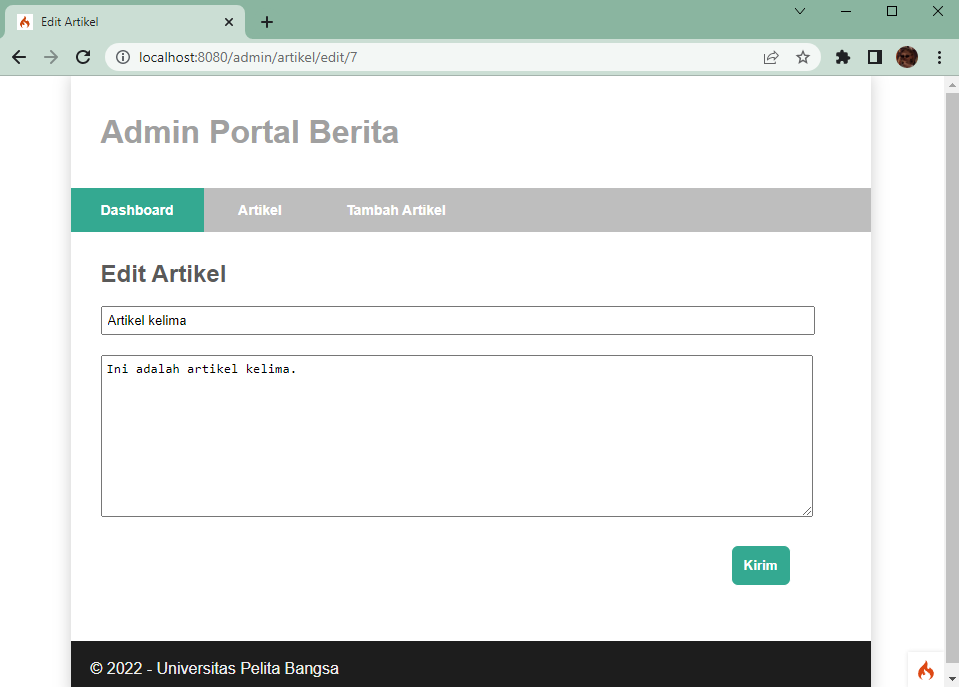 Edit Artikel
localhost:8080/admin/artikel/edit/7
Admin Portal Berita
Dashboard Artikel Tambah Artikel
Edit Artikel
Artikel kelima
Ini adalah artikel kelima.
Kirim
© 2022 - Universitas Pelita Bangsa